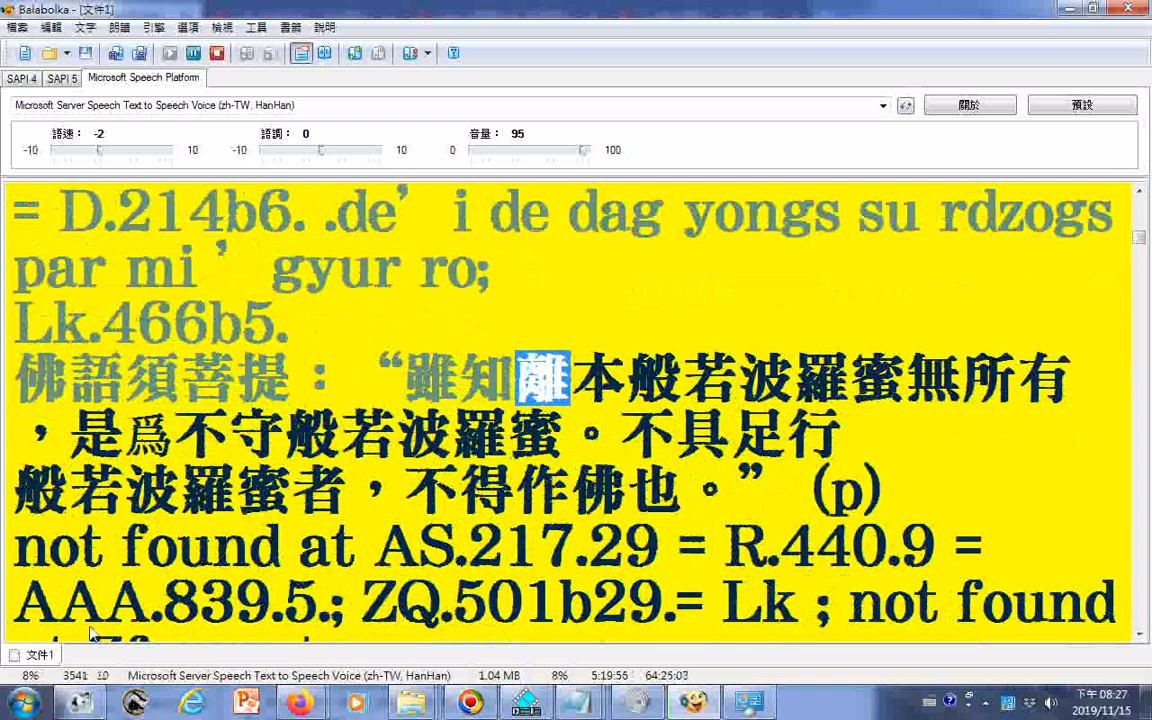 Balabolka - [文件1]
檔案 編輯 文字 朗讀 引擎 選項 檢視 工具 書籤 說明
SAPI 4 SAPI 5 Microsoft Speech Platform
Microsoft Server Speech Text to Speech Voice (zh-TW, HanHan) 關於 預設
語速： -2 語調： 0 音量： 95
-10 10 -10 10 0 100
= D.214b6. .de’i de dag yongs su rdzogs
par mi ’gyur ro;
Lk.466b5.
佛語須菩提：“雖知離本般若波羅蜜無所有
，是爲不守般若波羅蜜。不具足行
般若波羅蜜者，不得作佛也。” (p)
not found at AS.217.29 = R.440.9 =
AAA.839.5.; ZQ.501b29.= Lk ; not found
文件1
8% 3541 : 10 Microsoft Server Speech Text to Speech Voice (zh-TW, HanHan) 1.04 MB 8% 5:19:56 64:25:03
下午 08:27
2019/11/15